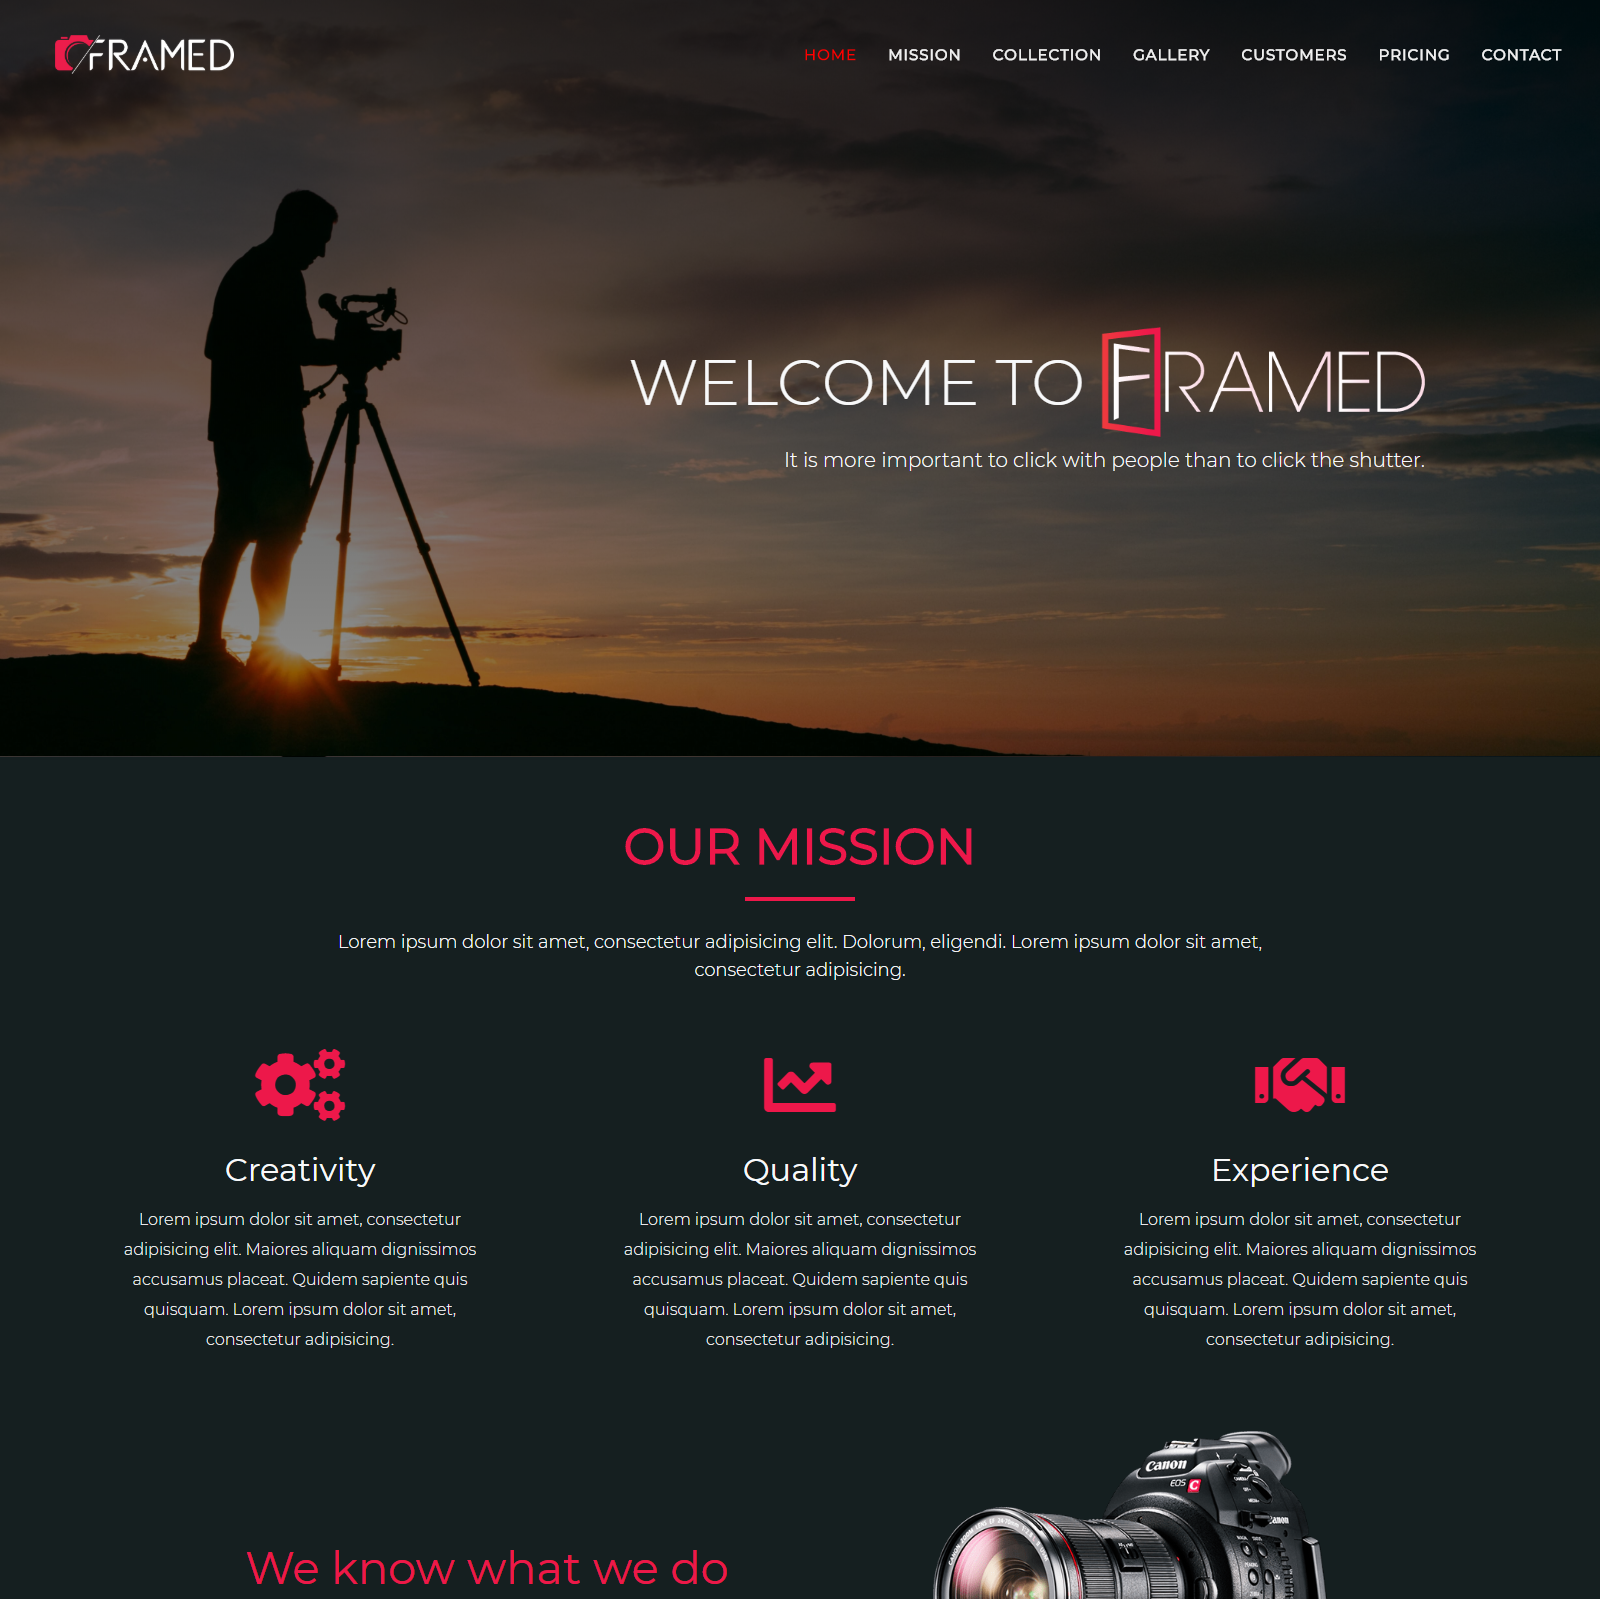 FRAMED
HOME MISSION COLLECTION GALLERY CUSTOMERS PRICING CONTACT
WELCOME TO FRAMED
It is more important to click with people than to click the shutter.
OUR MISSION
Lorem ipsum dolor sit amet, consectetur adipisicing elit. Dolorum, eligendi. Lorem ipsum dolor sit amet,
consectetur adipisicing.
Creativity
Lorem ipsum dolor sit amet, consectetur
adipisicing elit. Maiores aliquam dignissimos
accusamus placeat. Quidem sapiente quis
quisquam. Lorem ipsum dolor sit amet,
consectetur adipisicing.
Quality
Lorem ipsum dolor sit amet, consectetur
adipisicing elit. Maiores aliquam dignissimos
accusamus placeat. Quidem sapiente quis
quisquam. Lorem ipsum dolor sit amet,
consectetur adipisicing.
Experience
Lorem ipsum dolor sit amet, consectetur
adipisicing elit. Maiores aliquam dignissimos
accusamus placeat. Quidem sapiente quis
quisquam. Lorem ipsum dolor sit amet,
consectetur adipisicing.
We know what we do
Canon
EOS C
Canon